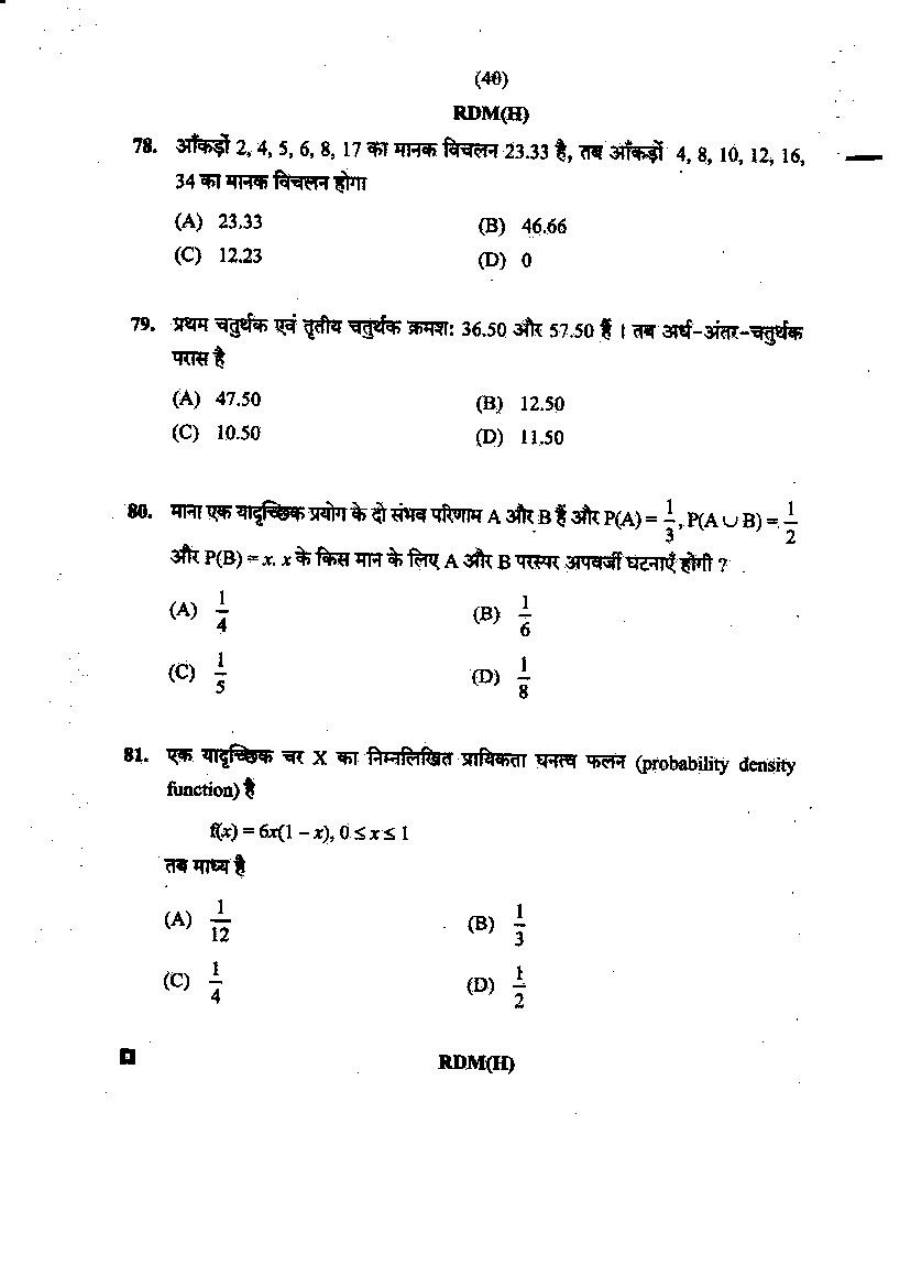 (40)
RDM(H)
78. आँकड़ों 2, 4, 5, 6, 8, 17 का मानक विचलन 23.33 है, तब आँकड़ों 4, 8, 10, 12, 16,
34 का मानक विचलन होगा
(A) 23.33 (B) 46.66
(C) 12.23 (D) 0
79. प्रथम चतुर्थक एवं तृतीय चतुर्थक क्रमश: 36.50 और 57.50 हैं । तब अर्ध-अंतर-चतुर्थक
परास है
(A) 47.50 (B) 12.50
(C) 10.50 (D) 11.50
80. माना एक यादृच्छिक प्रयोग के दो संभव परिणाम A और B हैं और P(A) = 1/3, P(A ∪ B) = 1/2
और P(B) = x. x के किस मान के लिए A और B परस्पर अपवर्जी घटनाएँ होंगी ?
(A) 1/4 (B) 1/6
(C) 1/5 (D) 1/8
81. एक यादृच्छिक चर X का निम्नलिखित प्रायिकता घनत्व फलन (probability density
function) है
f(x) = 6x(1 – x), 0 ≤ x ≤ 1
तब माध्य है
(A) 1/12 (B) 1/3
(C) 1/4 (D) 1/2
RDM(H)